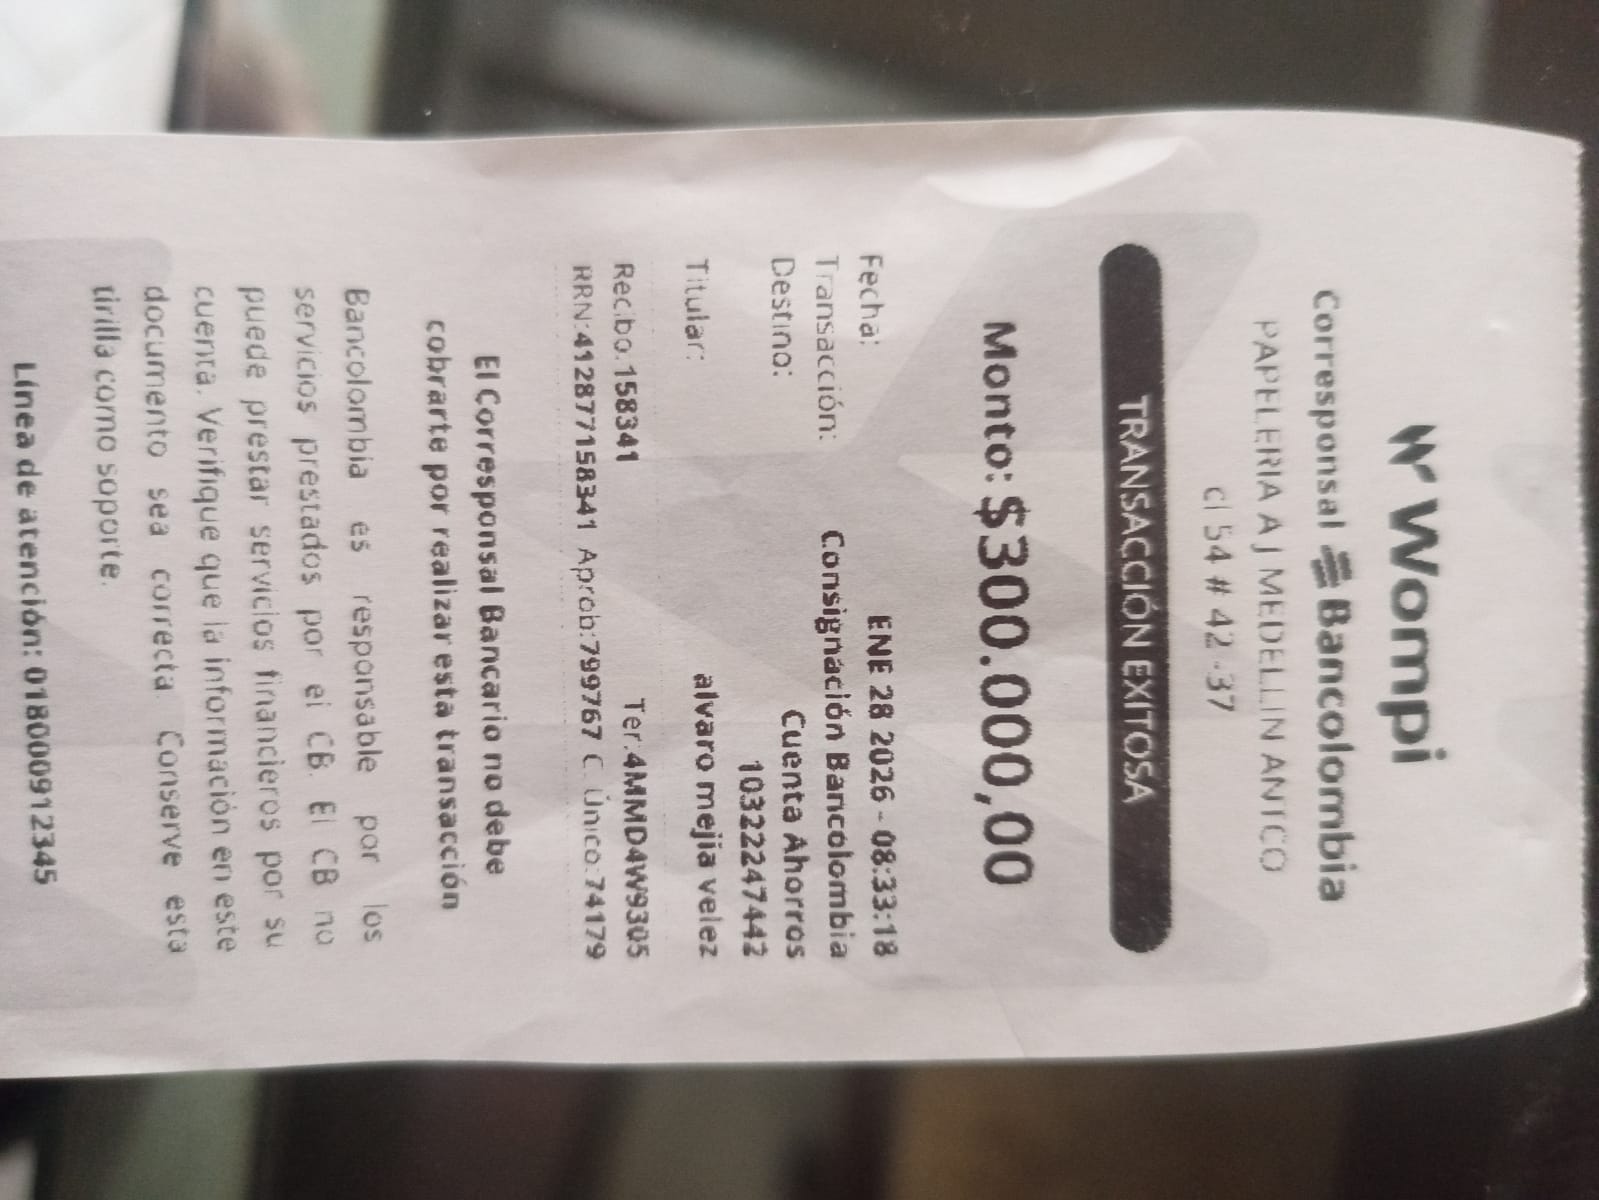 Wompi
Corresponsal Bancolombia
PAPELERIA A J MEDELLIN ANTCO
Cl 54 # 42 -37
TRANSACCIÓN EXITOSA
Monto: $300.000,00
Fecha: ENE 28 2026 - 08:33:18
Transacción: Consignación Bancolombia
Destino: Cuenta Ahorros
10322247442
Titular: alvaro mejia velez
Recibo:158341 Ter:4MMMD4W9305
RRN:412877158341 Aprob:799767 C. Único:74179
El Corresponsal Bancario no debe
cobrarte por realizar esta transacción
Bancolombia es responsable por los
servicios prestados por el CB. El CB no
puede prestar servicios financieros por su
cuenta. Verifique que la información en este
documento sea correcta. Conserve esta
tirilla como soporte.
Línea de atención: 018000912345